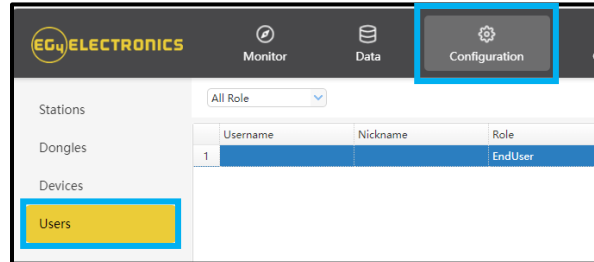 EG4 ELECTRONICS
Monitor
Data
Configuration
Stations
Dongles
Devices
Users
All Role
Username Nickname Role
1 EndUser